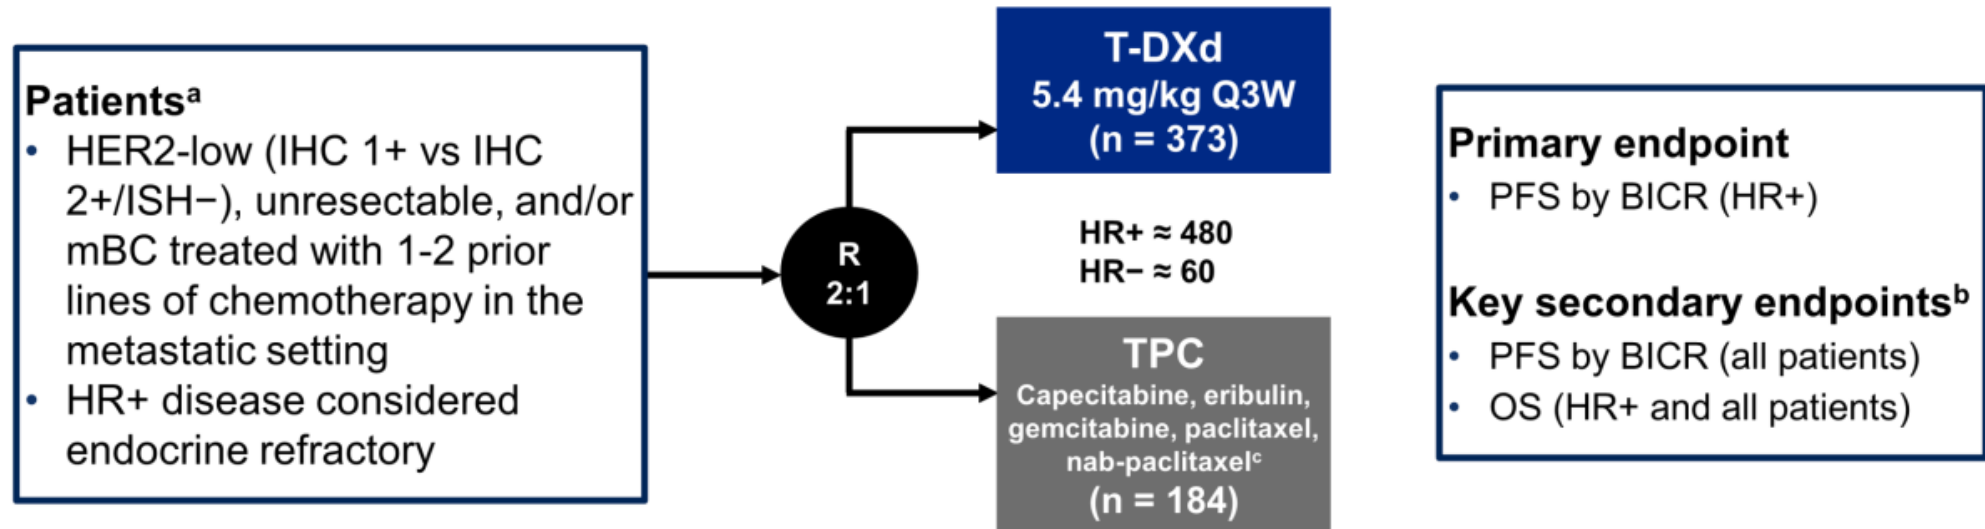 Patientsᵃ
• HER2-low (IHC 1+ vs IHC
2+/ISH−), unresectable, and/or
mBC treated with 1-2 prior
lines of chemotherapy in the
metastatic setting
• HR+ disease considered
endocrine refractory
R
2:1
T-DXd
5.4 mg/kg Q3W
(n = 373)
HR+ ≈ 480
HR− ≈ 60
TPC
Capecitabine, eribulin,
gemcitabine, paclitaxel,
nab-paclitaxelᶜ
(n = 184)
Primary endpoint
• PFS by BICR (HR+)
Key secondary endpointsᵇ
• PFS by BICR (all patients)
• OS (HR+ and all patients)